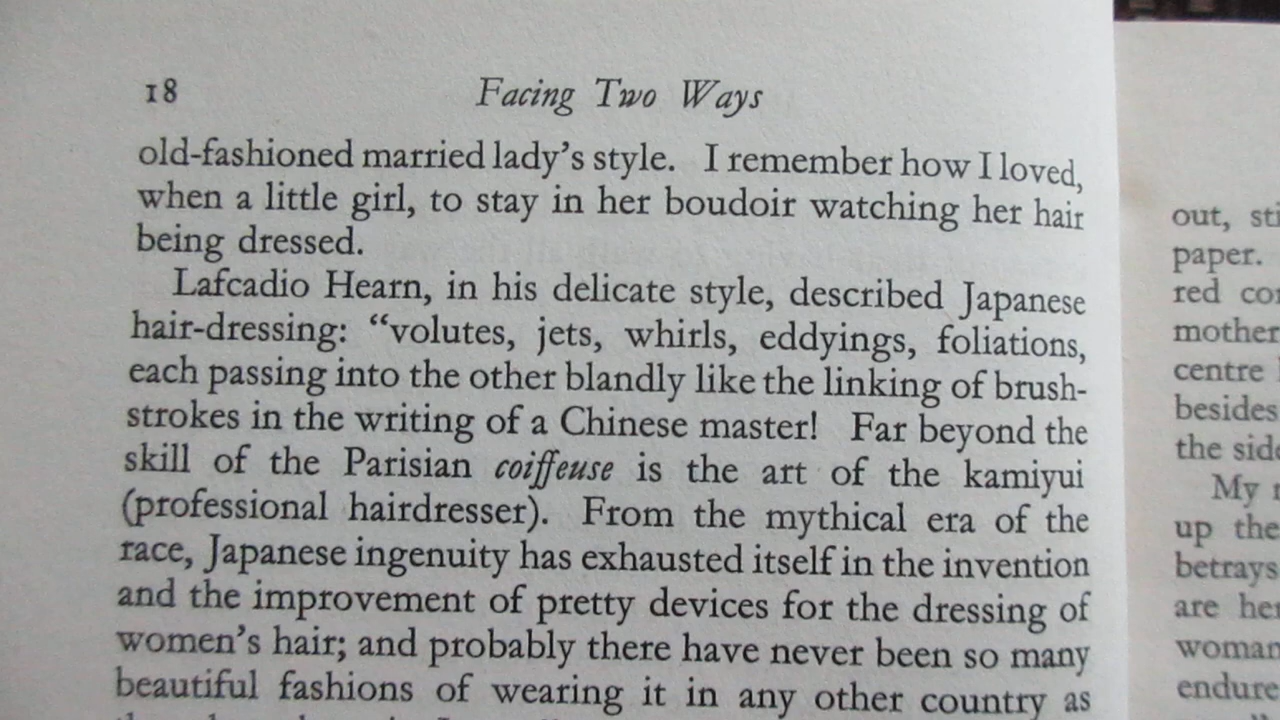 18 Facing Two Ways
old-fashioned married lady's style. I remember how I loved,
when a little girl, to stay in her boudoir watching her hair
being dressed.
Lafcadio Hearn, in his delicate style, described Japanese
hair-dressing: “volutes, jets, whirls, eddyings, foliations,
each passing into the other blandly like the linking of brush-
strokes in the writing of a Chinese master! Far beyond the
skill of the Parisian coiffeuse is the art of the kamiyui
(professional hairdresser). From the mythical era of the
race, Japanese ingenuity has exhausted itself in the invention
and the improvement of pretty devices for the dressing of
women's hair; and probably there have never been so many
beautiful fashions of wearing it in any other country as
out,
paper.
red
mother
centre
besides
the
My
up the
betrays
are
woman
endure